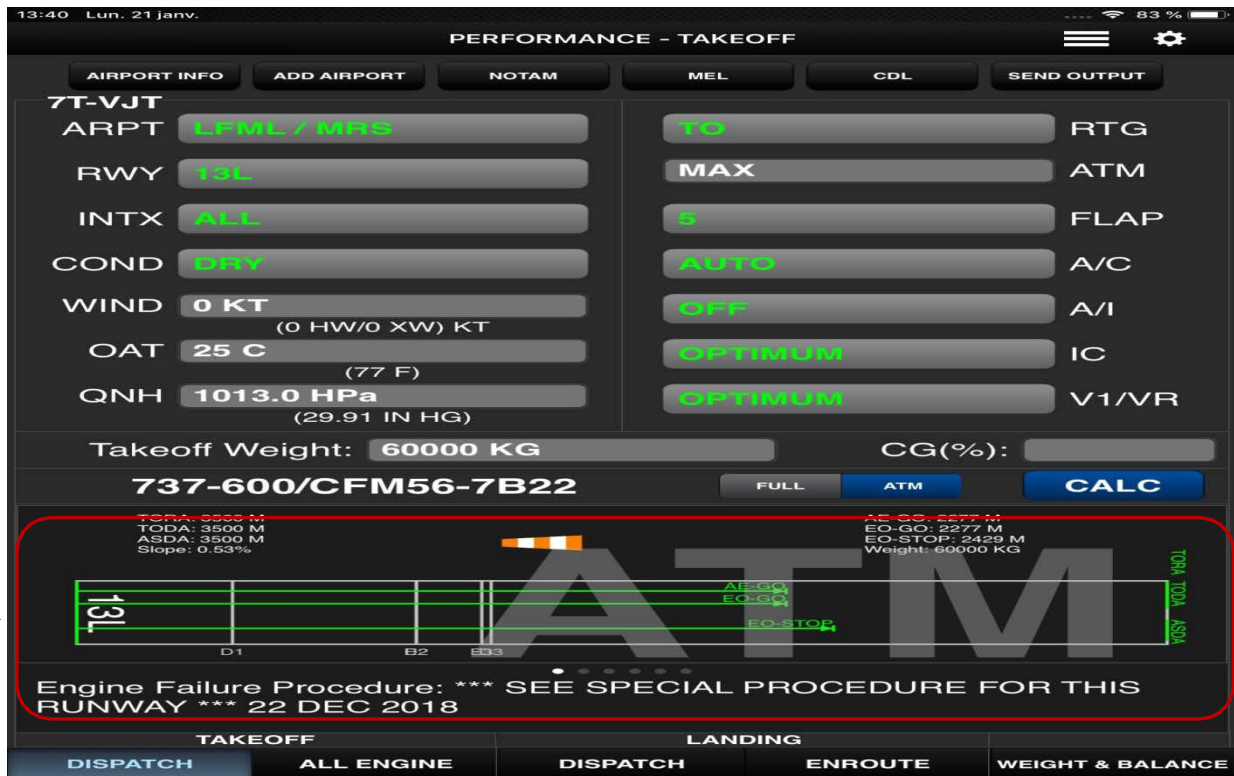 13:40 Lun. 21 janv. 83 %
PERFORMANCE - TAKEOFF
AIRPORT INFO ADD AIRPORT NOTAM MEL CDL SEND OUTPUT
7T-VJT
ARPT LFML / MRS TO RTG
RWY 13L MAX ATM
INTX ALL 5 FLAP
COND DRY AUTO A/C
WIND 0 KT OFF A/I
(0 HW/0 XW) KT
OAT 25 C OPTIMUM IC
(77 F)
QNH 1013.0 HPa OPTIMUM V1/VR
(29.91 IN HG)
Takeoff Weight: 60000 KG CG(%):
737-600/CFM56-7B22 FULL ATM CALC
TORA: 3500 M AE-GO: 2277 M
TODA: 3500 M EO-GO: 2277 M
ASDA: 3500 M EO-STOP: 2429 M
Slope: 0.53% Weight: 60000 KG
ATM
13L
AE-GO
EO-GO
EO-STOP
TORA TODA ASDA
D1 B2
Engine Failure Procedure: *** SEE SPECIAL PROCEDURE FOR THIS
RUNWAY *** 22 DEC 2018
TAKEOFF LANDING
DISPATCH ALL ENGINE DISPATCH ENROUTE WEIGHT & BALANCE